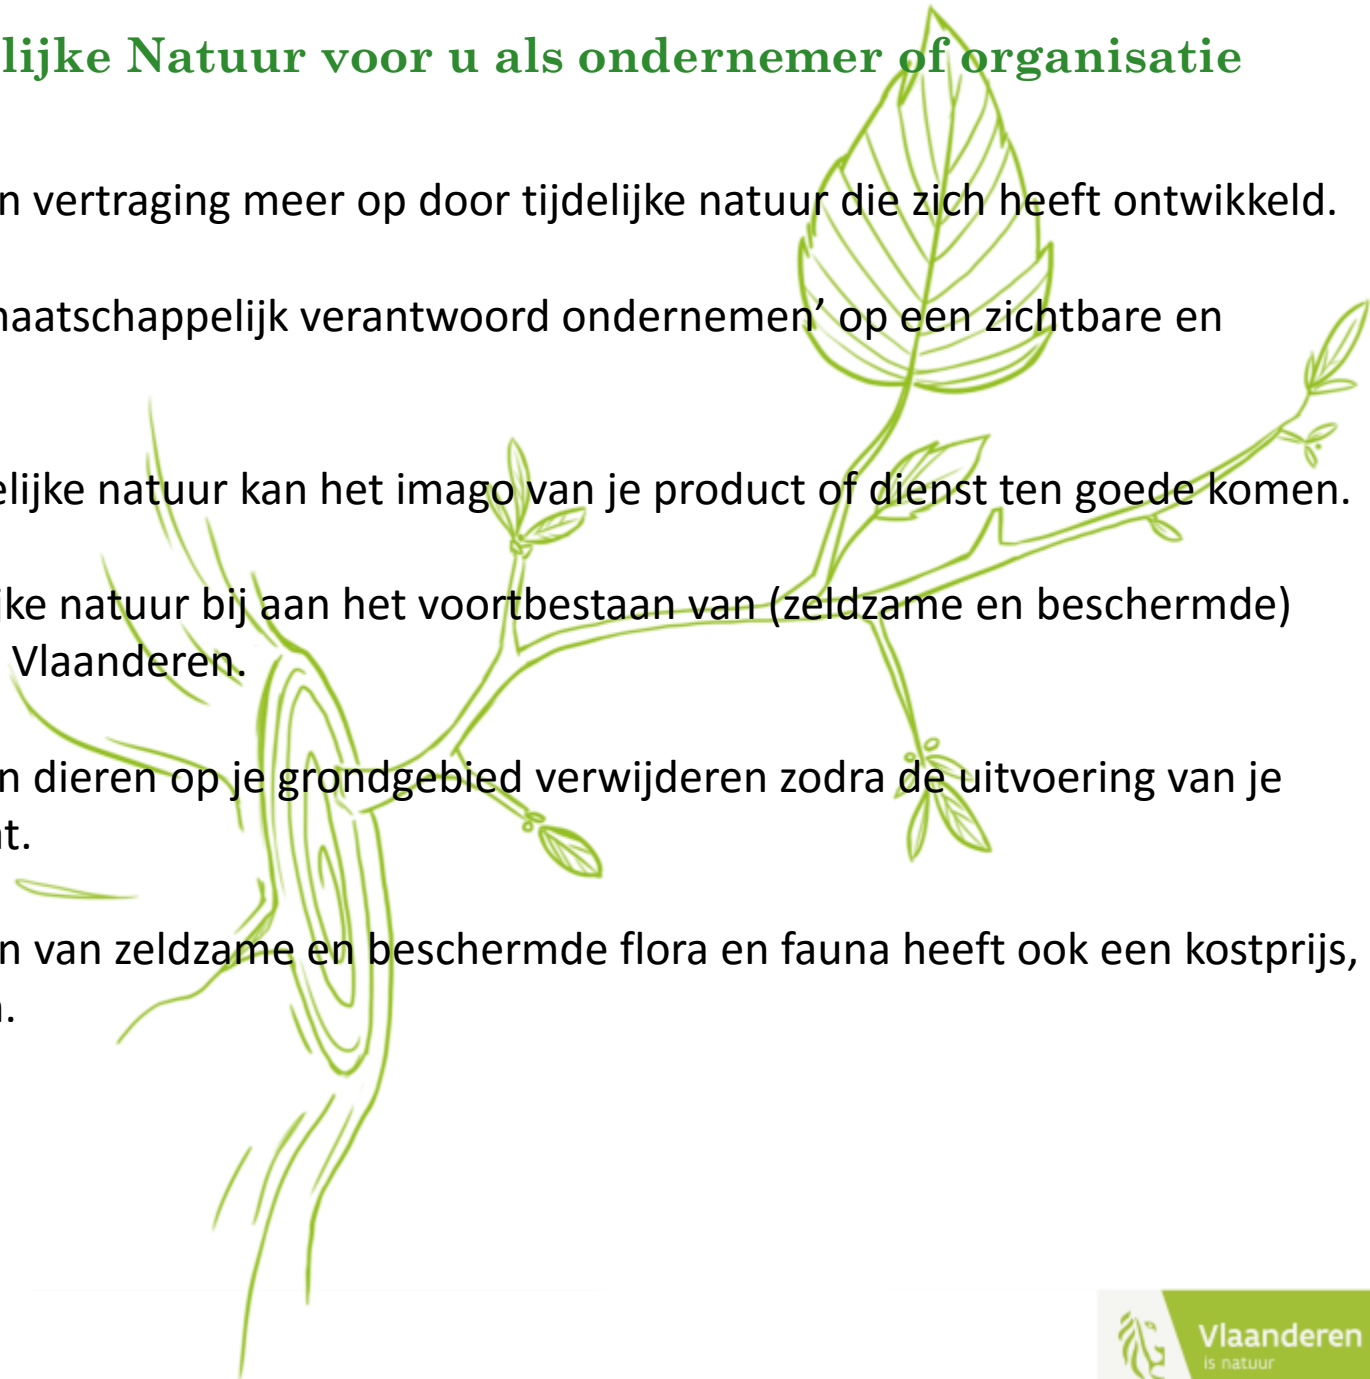 lijke Natuur voor u als ondernemer of organisatie
n vertraging meer op door tijdelijke natuur die zich heeft ontwikkeld.
naatschappelijk verantwoord ondernemen’ op een zichtbare en
elijke natuur kan het imago van je product of dienst ten goede komen.
jke natuur bij aan het voortbestaan van (zeldzame en beschermde)
Vlaanderen.
n dieren op je grondgebied verwijderen zodra de uitvoering van je
nt.
n van zeldzame en beschermde flora en fauna heeft ook een kostprijs,
n.
Vlaanderen
is natuur